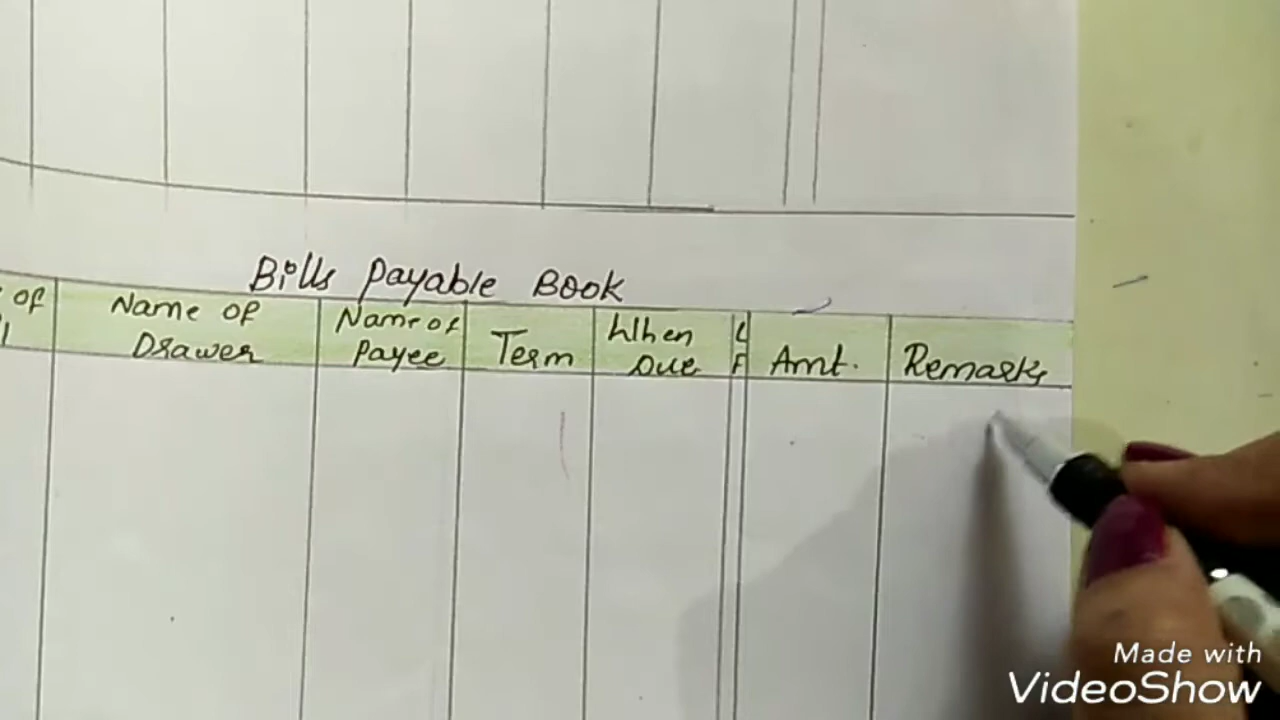 Bills Payable Book
of
Name of Drawer
Name of Payee
Term
When Due
L F
Amt.
Remarks
Made with
VideoShow